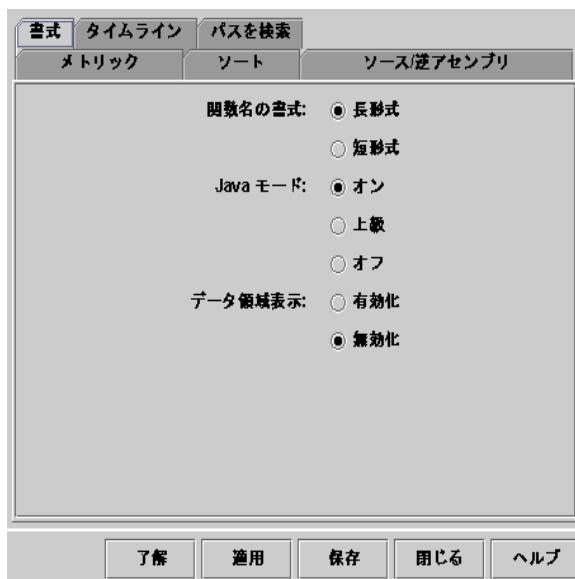 書式 タイムライン パスを検索
メトリック ソート ソース/逆アセンブリ
関数名の書式: 長形式
短形式
Java モード: オン
上級
オフ
データ領域表示: 有効化
無効化
了解 適用 保存 閉じる ヘルプ